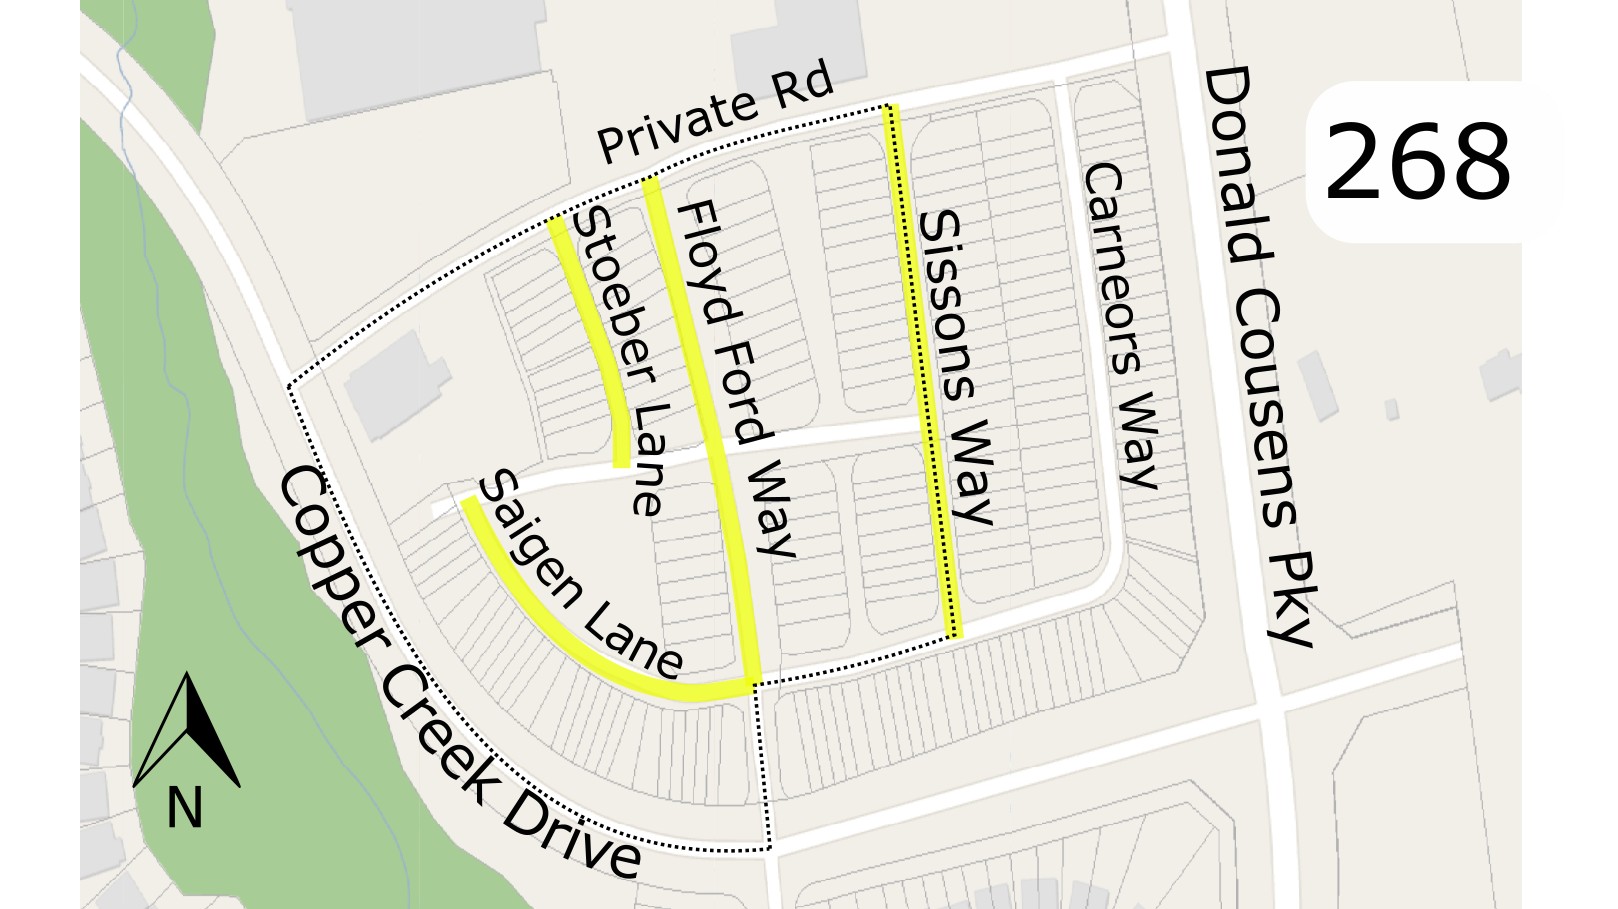 Private Rd
268
Stoeber Lane
Floyd Ford Way
Sissons Way
Carneors Way
Donald Cousens Pky
Saigen Lane
Copper Creek Drive
N